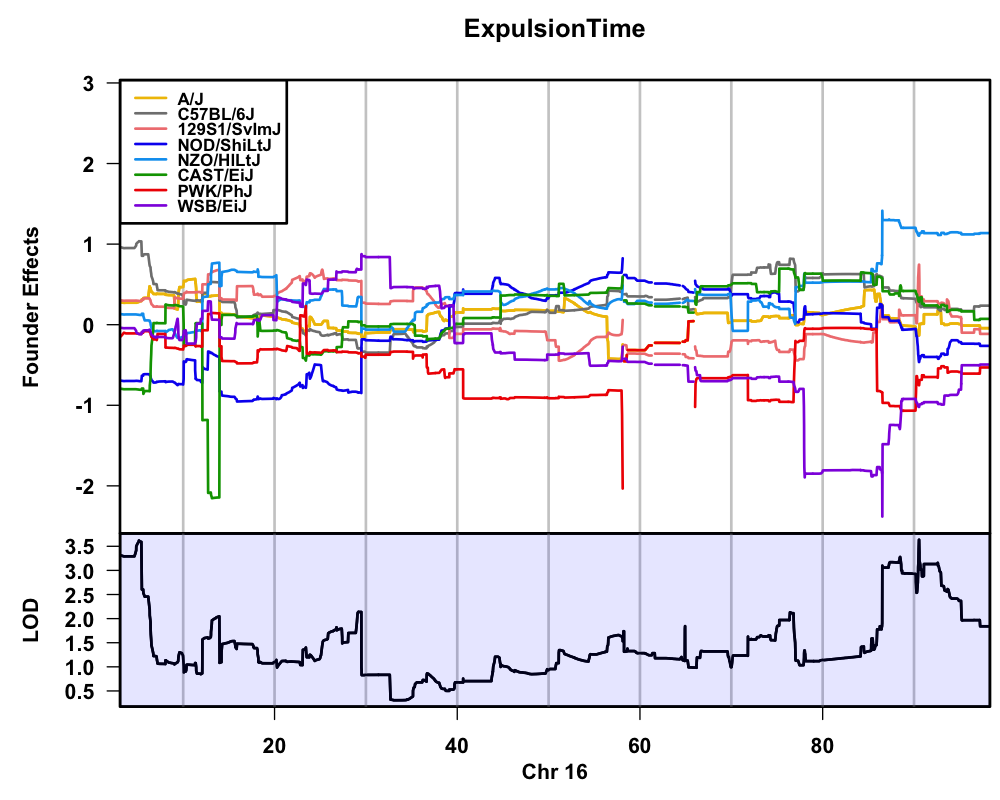 ExpulsionTime
3
2
1
0
-1
-2
Founder Effects
A/J
C57BL/6J
129S1/SvImJ
NOD/ShiLtJ
NZO/HlLtJ
CAST/EiJ
PWK/PhJ
WSB/EiJ
3.5
3.0
2.5
2.0
1.5
1.0
0.5
LOD
20
40
60
80
Chr 16